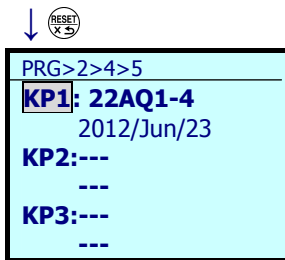 ↓ RESET
X ⮌
PRG>2>4>5
KP1: 22AQ1-4
2012/Jun/23
KP2:---
---
KP3:---
---